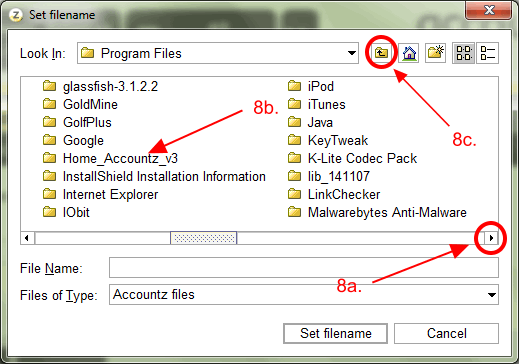 Set filename
Look In: Program Files
glassfish-3.1.2.2
GoldMine
GolfPlus
Google
Home_Accountz_v3
InstallShield Installation Information
Internet Explorer
IObit
iPod
iTunes
Java
KeyTweak
K-Lite Codec Pack
lib_141107
LinkChecker
Malwarebytes Anti-Malware
8b.
8c.
8a.
File Name:
Files of Type: Accountz files
Set filename Cancel